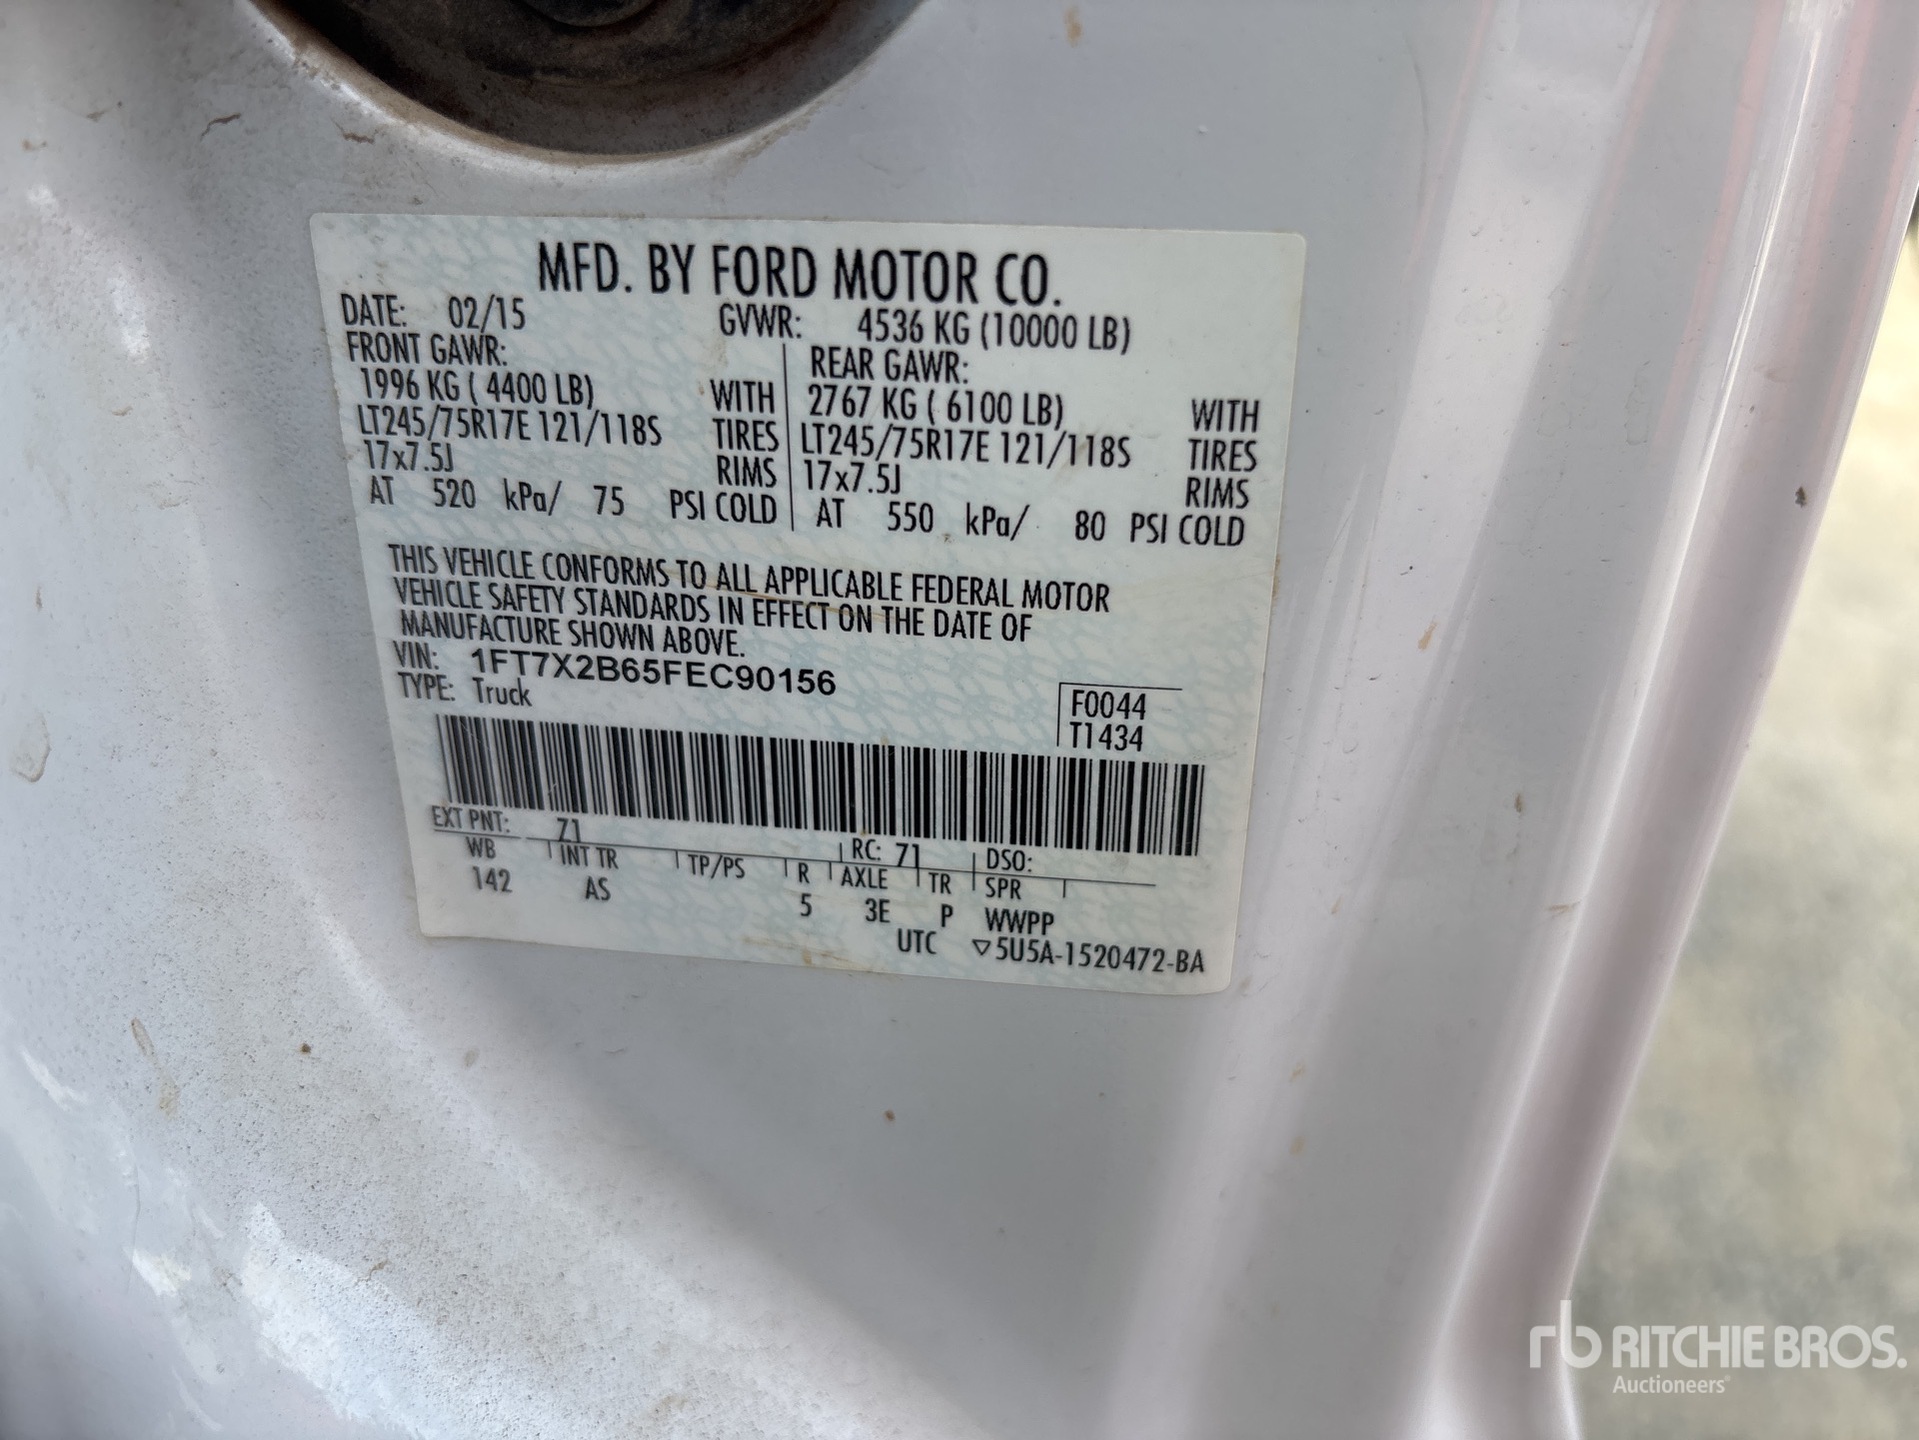 MFD. BY FORD MOTOR CO.
DATE: 02/15 GVWR: 4536 KG (10000 LB)
FRONT GAWR: REAR GAWR:
1996 KG ( 4400 LB) WITH 2767 KG ( 6100 LB) WITH
LT245/75R17E 121/118S TIRES LT245/75R17E 121/118S TIRES
17x7.5J RIMS 17x7.5J RIMS
AT 520 kPa/ 75 PSI COLD AT 550 kPa/ 80 PSI COLD
THIS VEHICLE CONFORMS TO ALL APPLICABLE FEDERAL MOTOR
VEHICLE SAFETY STANDARDS IN EFFECT ON THE DATE OF
MANUFACTURE SHOWN ABOVE.
VIN: 1FT7X2B65FEC90156
TYPE: Truck
F0044
T1434
EXT PNT: 71 RC: 71 DSO:
WB INT TR TP/PS R AXLE TR SPR
142 AS 5 3E P WWPP
UTC ▽5U5A-1520472-BA
rb RITCHIE BROS.
Auctioneers